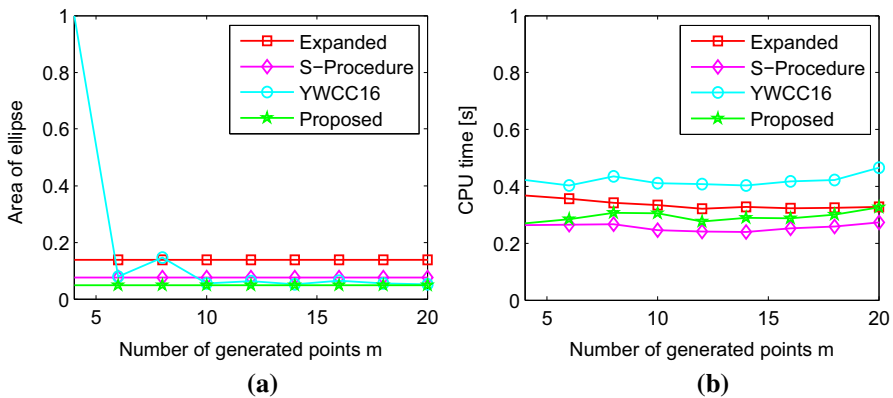 1
0.8
0.6
0.4
0.2
0
5
10
15
20
Area of ellipse
Number of generated points m
Expanded
S−Procedure
YWCC16
Proposed
(a)
1
0.8
0.6
0.4
0.2
0
5
10
15
20
CPU time [s]
Number of generated points m
Expanded
S−Procedure
YWCC16
Proposed
(b)